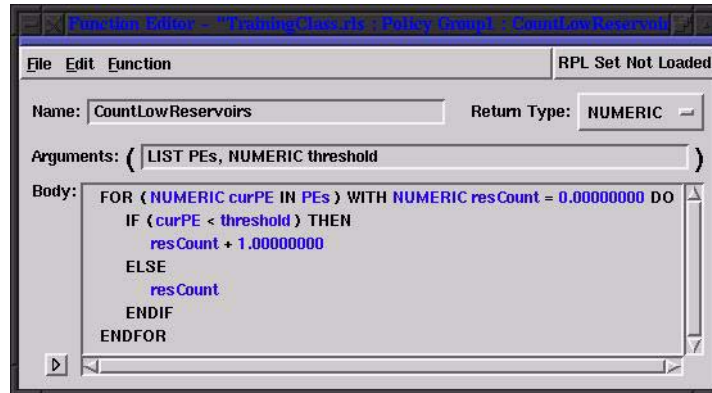 Function Editor - "TrainingClass.rls : Policy Group1 : CountLowReservoir
File Edit Function
RPL Set Not Loaded
Name: CountLowReservoirs
Return Type: NUMERIC
Arguments: ( LIST PEs, NUMERIC threshold )
Body:
FOR ( NUMERIC curPE IN PEs ) WITH NUMERIC resCount = 0.00000000 DO
IF ( curPE < threshold ) THEN
resCount + 1.00000000
ELSE
resCount
ENDIF
ENDFOR